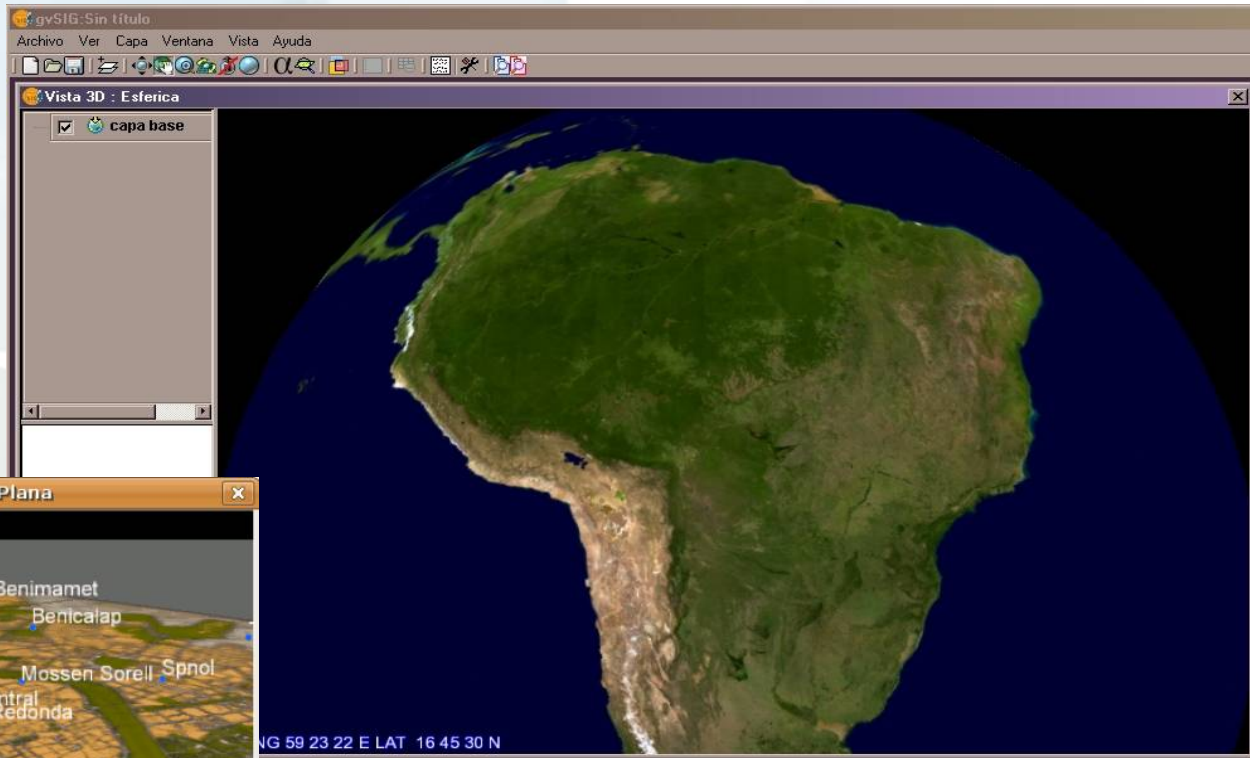 gvSIG:Sin título
Archivo Ver Capa Ventana Vista Ayuda
Vista 3D : Esferica
capa base
Plana
Benimamet
Benicalap
Mossen Sorell Spnol
ntral
Redonda
NG 59 23 22 E LAT 16 45 30 N